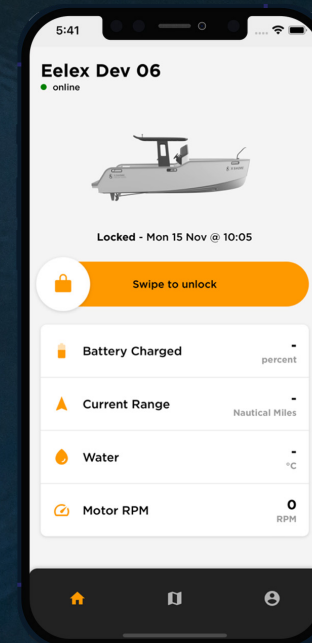 5:41
Eelex Dev 06
online
Locked - Mon 15 Nov @ 10:05
Swipe to unlock
Battery Charged
-
percent
Current Range
-
Nautical Miles
Water
-
°C
Motor RPM
0
RPM